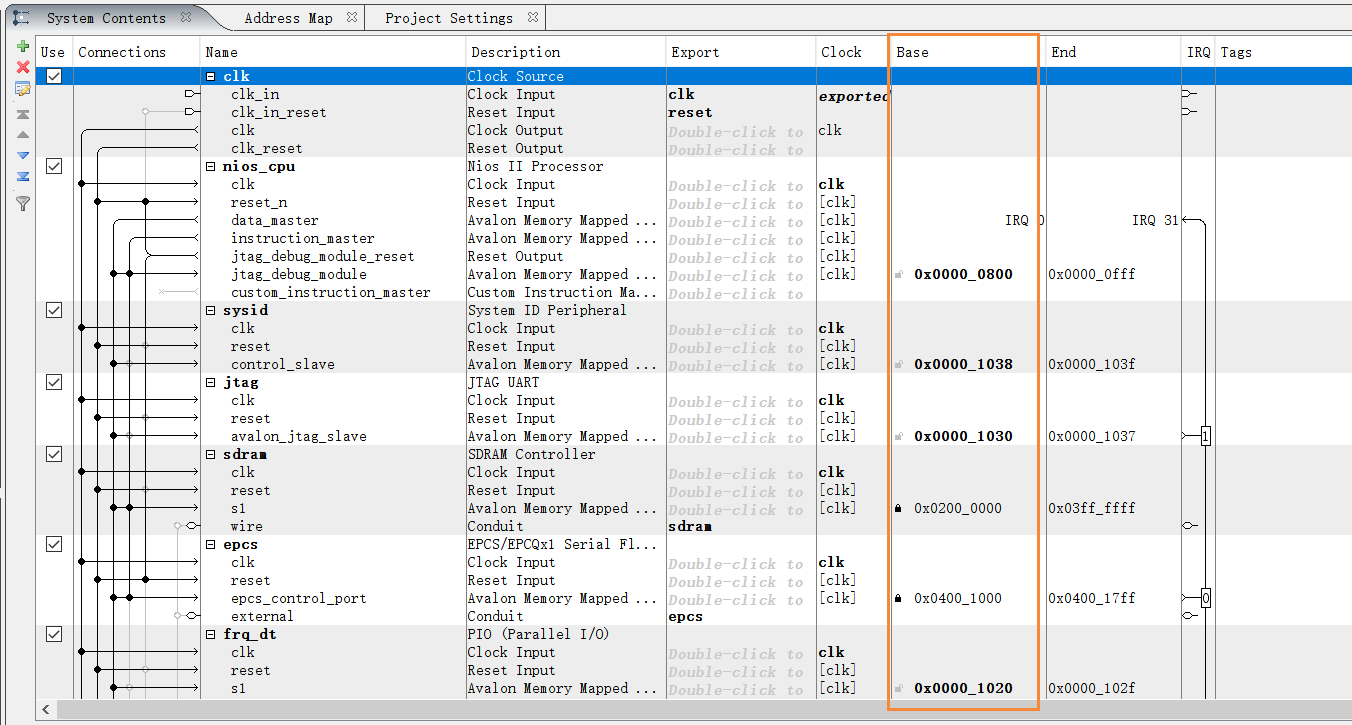 System Contents Address Map Project Settings
Use Connections Name Description Export Clock Base End IRQ Tags
clk Clock Source
clk_in Clock Input clk exported
clk_in_reset Reset Input reset
clk Clock Output Double-click to clk
clk_reset Reset Output Double-click to
nios_cpu Nios II Processor
clk Clock Input Double-click to clk
reset_n Reset Input Double-click to [clk]
data_master Avalon Memory Mapped ... Double-click to [clk] IRQ 0 IRQ 31
instruction_master Avalon Memory Mapped ... Double-click to [clk]
jtag_debug_module_reset Reset Output Double-click to [clk]
jtag_debug_module Avalon Memory Mapped ... Double-click to [clk] 0x0000_0800 0x0000_0fff
custom_instruction_master Custom Instruction Ma... Double-click to
sysid System ID Peripheral
clk Clock Input Double-click to clk
reset Reset Input Double-click to [clk]
control_slave Avalon Memory Mapped ... Double-click to [clk] 0x0000_1038 0x0000_103f
jtag JTAG UART
clk Clock Input Double-click to clk
reset Reset Input Double-click to [clk]
avalon_jtag_slave Avalon Memory Mapped ... Double-click to [clk] 0x0000_1030 0x0000_1037 1
sdram SDRAM Controller
clk Clock Input Double-click to clk
reset Reset Input Double-click to [clk]
s1 Avalon Memory Mapped ... Double-click to [clk] 0x0200_0000 0x03ff_ffff
wire Conduit sdram
epcs EPCS/EPCQx1 Serial Fl...
clk Clock Input Double-click to clk
reset Reset Input Double-click to [clk]
epcs_control_port Avalon Memory Mapped ... Double-click to [clk] 0x0400_1000 0x0400_17ff 0
external Conduit epcs
frq_dt PIO (Parallel I/O)
clk Clock Input Double-click to clk
reset Reset Input Double-click to [clk]
s1 Avalon Memory Mapped ... Double-click to [clk] 0x0000_1020 0x0000_102f